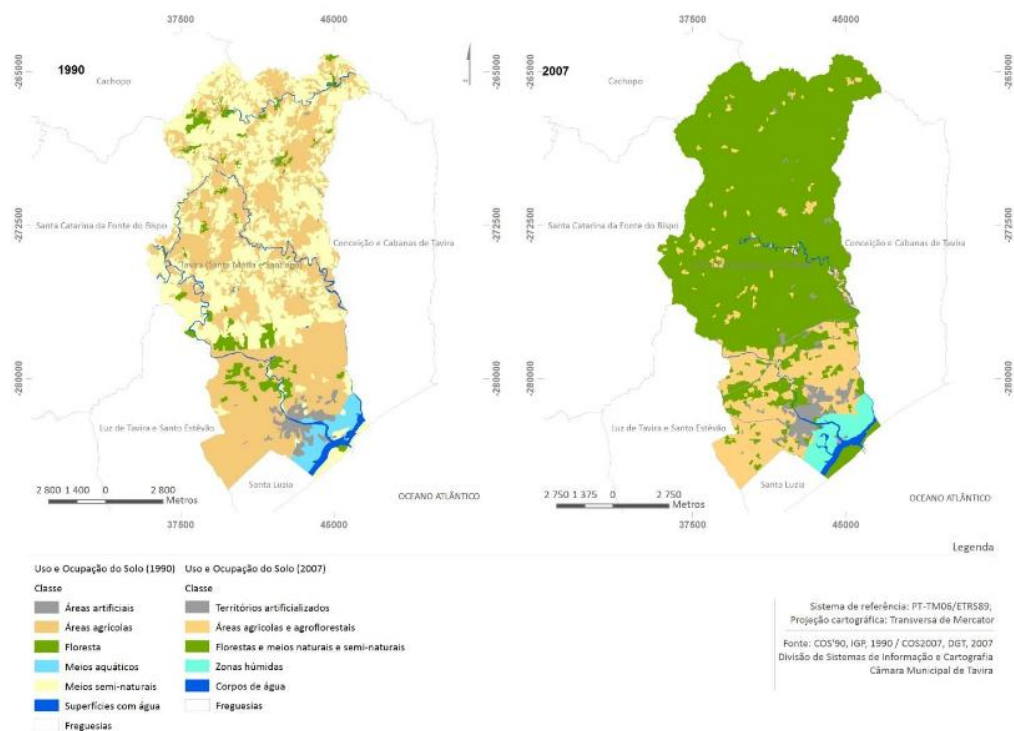 37500 45000
37500 45000
1990
2007
-265000
-265000
-265000
Cachopo
Cachopo
-272500
-272500
-272500
Santa Catarina da Fonte do Bispo
Santa Catarina da Fonte do Bispo
Conceição e Cabanas de Tavira
Conceição e Cabanas de Tavira
Tavira (Santa Maria e Santiago)
-280000
-280000
-280000
Luz de Tavira e Santo Estêvão
Luz de Tavira e Santo Estêvão
Santa Luzia
Santa Luzia
2 800 1 400 0 2 800
Metros
2 750 1 375 0 2 750
Metros
OCEANO ATLÂNTICO
OCEANO ATLÂNTICO
37500 45000
37500 45000
Legenda
Uso e Ocupação do Solo (1990)
Classe
Áreas artificiais
Áreas agrícolas
Floresta
Meios aquáticos
Meios semi-naturais
Superfícies com água
Freguesias
Uso e Ocupação do Solo (2007)
Classe
Territórios artificializados
Áreas agrícolas e agroflorestais
Florestas e meios naturais e semi-naturais
Zonas húmidas
Corpos de água
Freguesias
Sistema de referência: PT-TM06/ETRS89;
Projeção cartográfica: Transversa de Mercator
Fonte: COS'90, IGP, 1990 / COS2007, DGT, 2007
Divisão de Sistemas de Informação e Cartografia
Câmara Municipal de Tavira